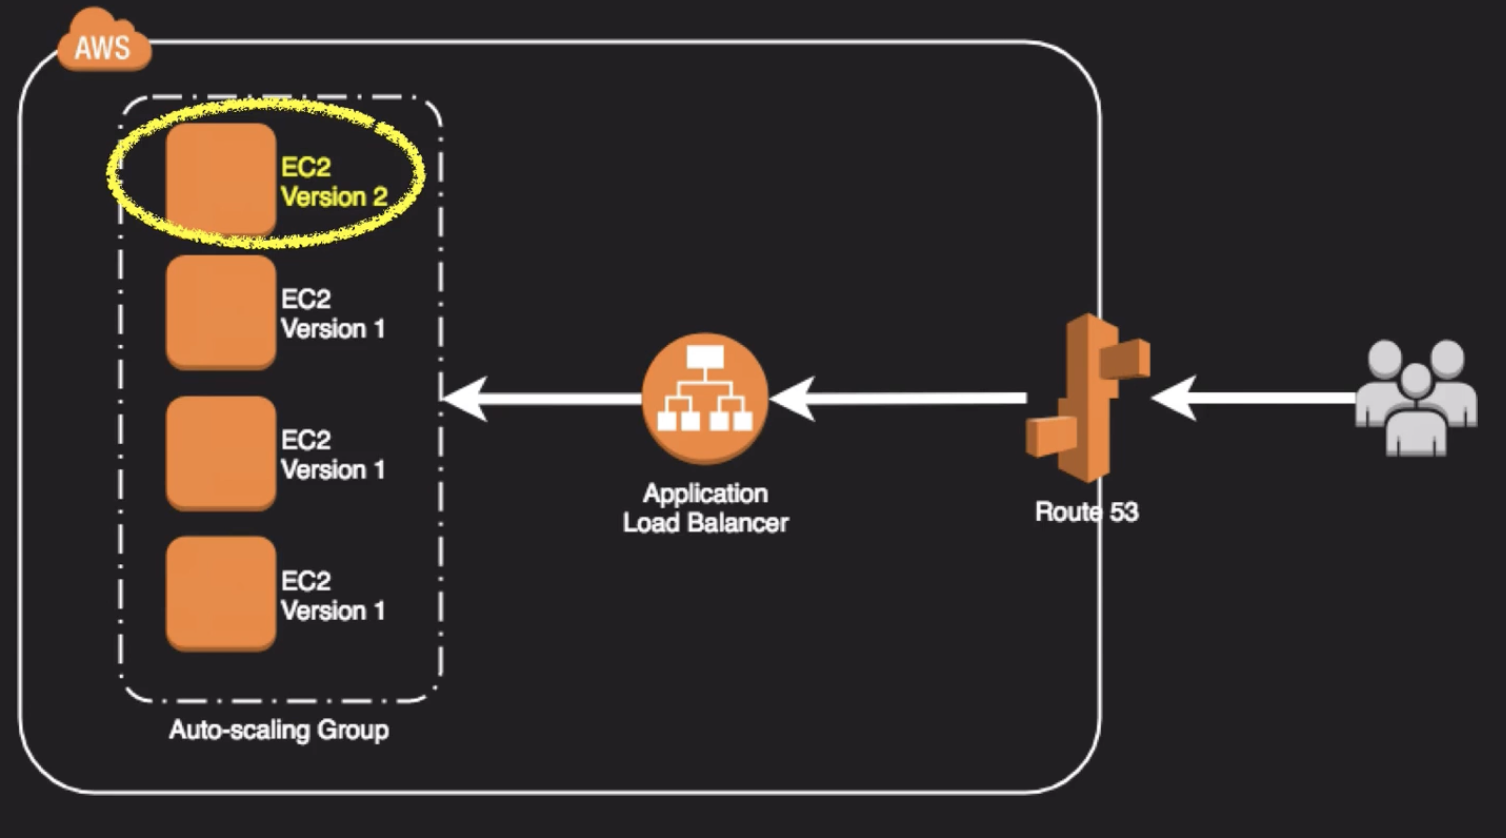 AWS
EC2
Version 2
EC2
Version 1
EC2
Version 1
EC2
Version 1
Auto-scaling Group
Application
Load Balancer
Route 53